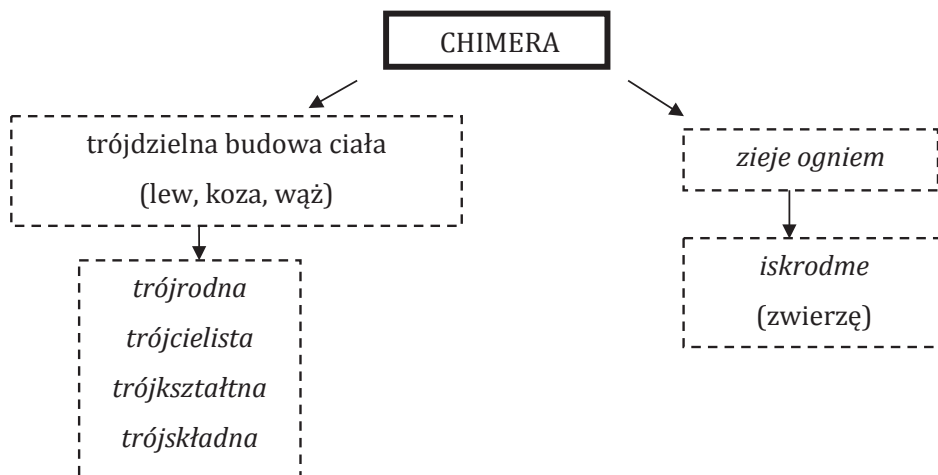 CHIMERA
trójdzielna budowa ciała
(lew, koza, wąż)
trójrodna
trójcielista
trójkształtna
trójskładna
zieje ogniem
iskrodme
(zwierzę)